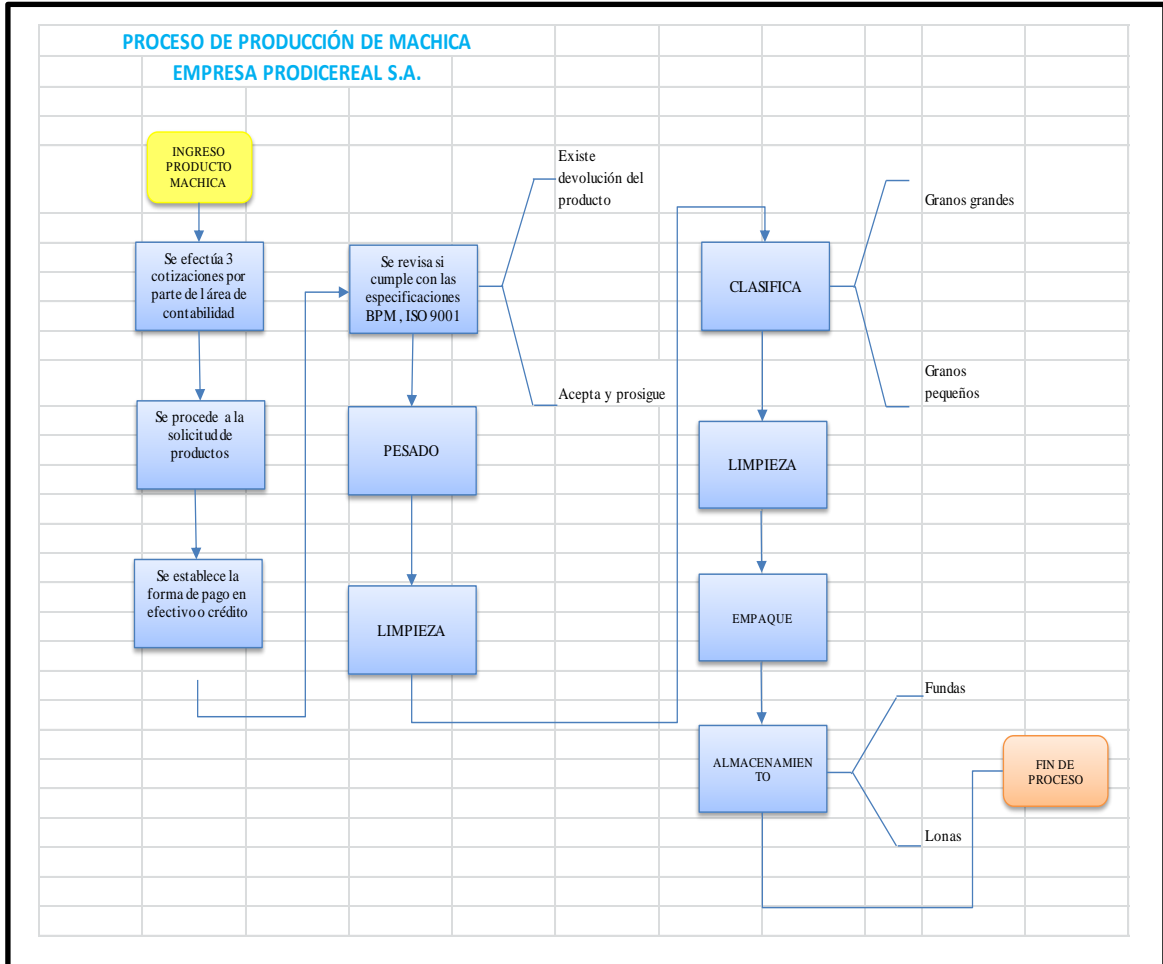 PROCESO DE PRODUCCIÓN DE MACHICA
EMPRESA PRODICEREAL S.A.
INGRESO
PRODUCTO
MACHICA
Se efectúa 3
cotizaciones por
parte de l área de
contabilidad
Se procede a la
solicitud de
productos
Se establece la
forma de pago en
efectivo o crédito
Se revisa si
cumple con las
especificaciones
BPM , ISO 9001
Existe
devolución del
producto
Acepta y prosigue
PESADO
LIMPIEZA
CLASIFICA
Granos grandes
Granos
pequeños
LIMPIEZA
EMPAQUE
ALMACENAMIEN
TO
Fundas
Lonas
FIN DE
PROCESO